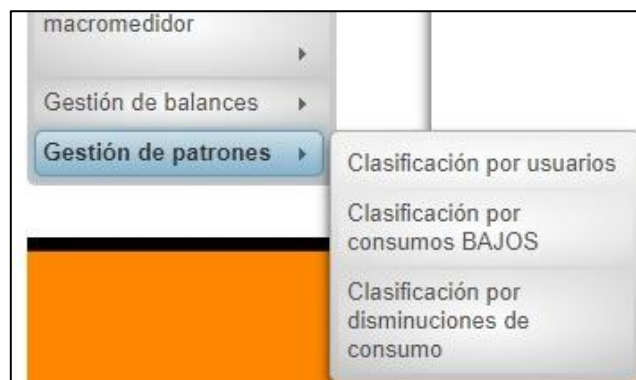 macromedidor
Gestión de balances
Gestión de patrones
Clasificación por usuarios
Clasificación por
consumos BAJOS
Clasificación por
disminuciones de
consumo